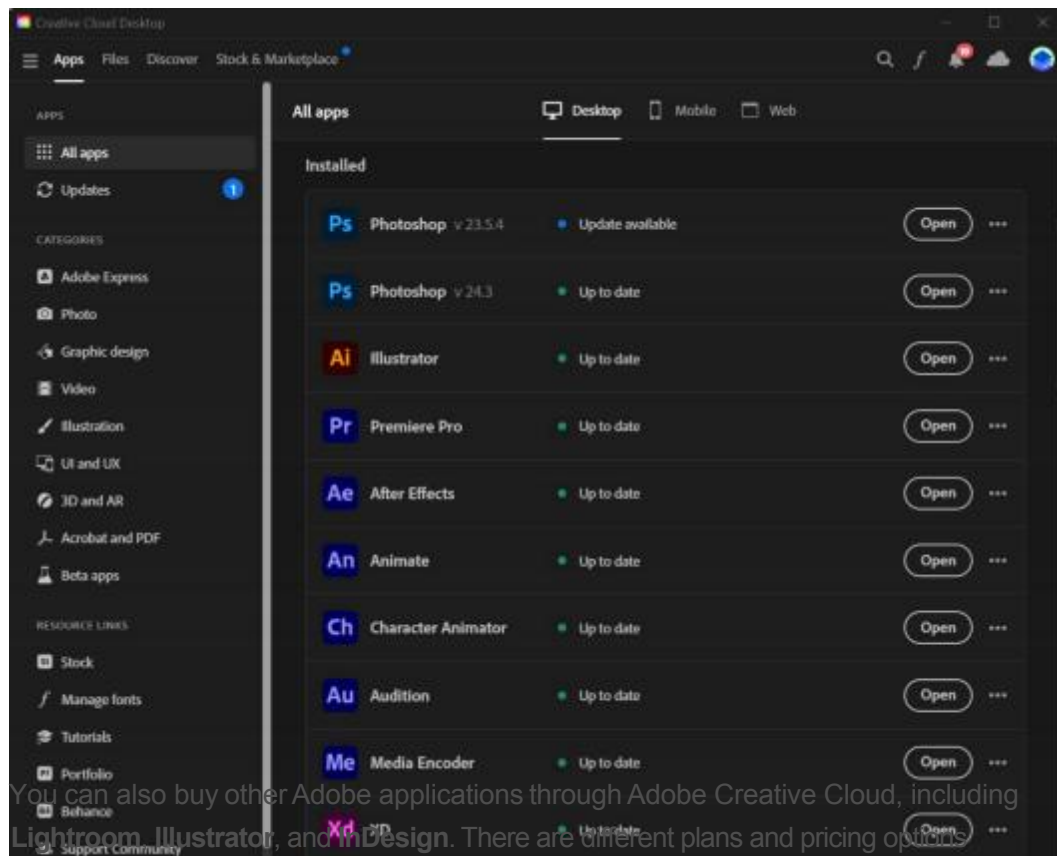 Creative Cloud Desktop
Apps Files Discover Stock & Marketplace
APPS
All apps
Updates 1
CATEGORIES
Adobe Express
Photo
Graphic design
Video
Illustration
UI and UX
3D and AR
Acrobat and PDF
Beta apps
RESOURCE LINKS
Stock
Manage fonts
Tutorials
Portfolio
Behance
Support Community
All apps Desktop Mobile Web
Installed
Ps Photoshop v 23.5.4 Update available Open
Ps Photoshop v 24.3 Up to date Open
Ai Illustrator Up to date Open
Pr Premiere Pro Up to date Open
Ae After Effects Up to date Open
An Animate Up to date Open
Ch Character Animator Up to date Open
Au Audition Up to date Open
Me Media Encoder Up to date Open
Xd XD Up to date Open
You can also buy other Adobe applications through Adobe Creative Cloud, including
Lightroom, Illustrator, and InDesign. There are different plans and pricing options